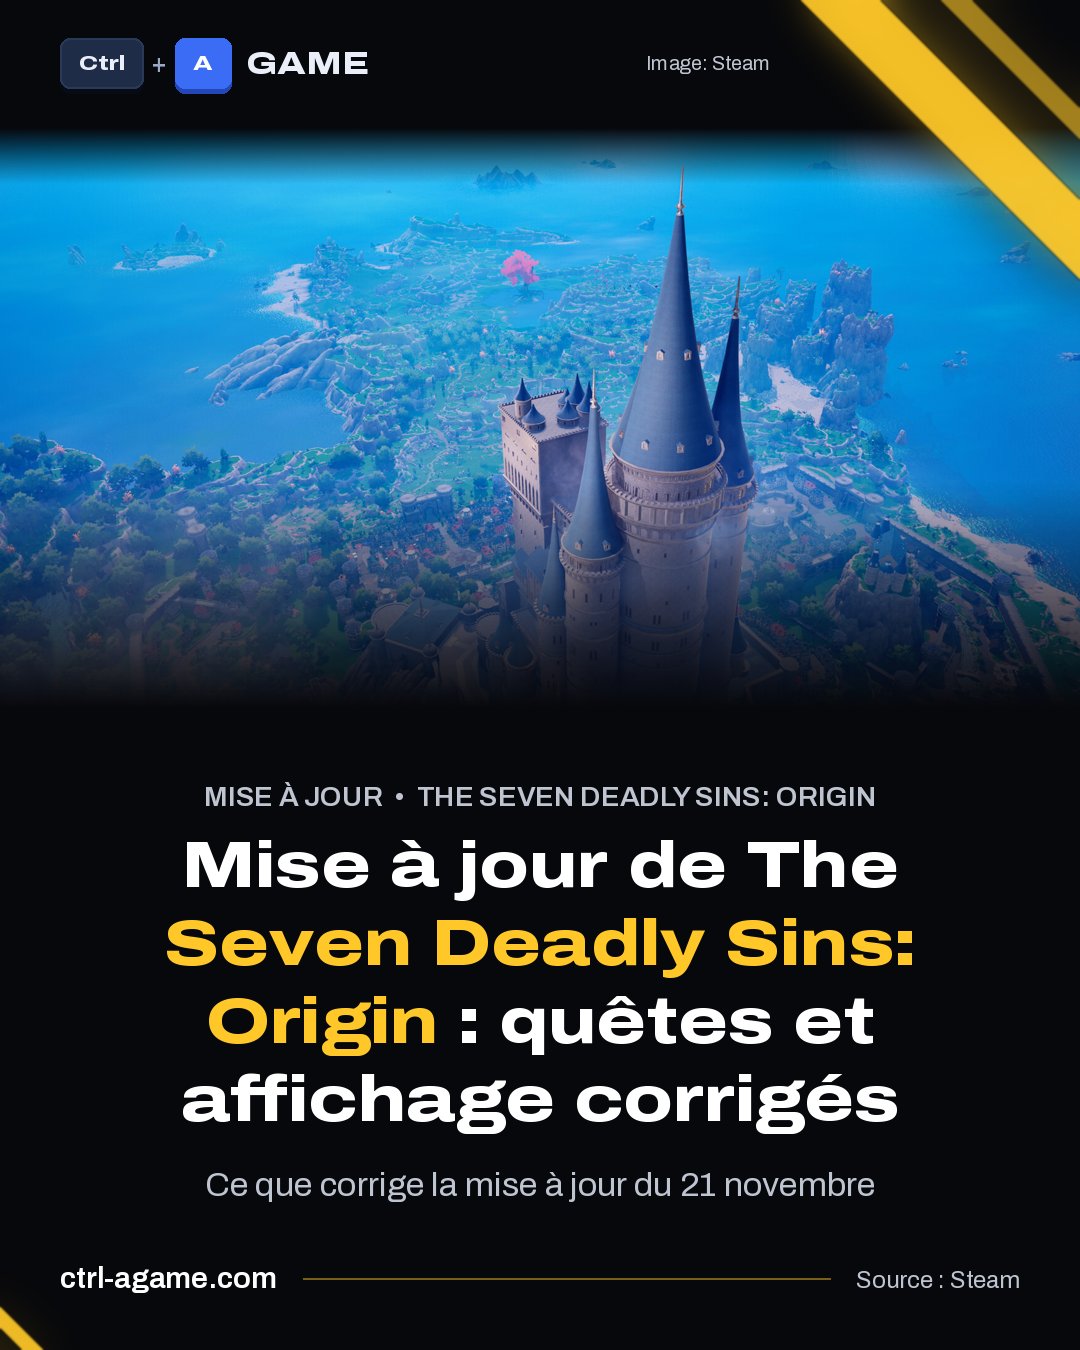 Ctrl + A GAME
Image: Steam
MISE À JOUR • THE SEVEN DEADLY SINS: ORIGIN
Mise à jour de The
Seven Deadly Sins:
Origin : quêtes et
affichage corrigés
Ce que corrige la mise à jour du 21 novembre
ctrl-agame.com
Source : Steam